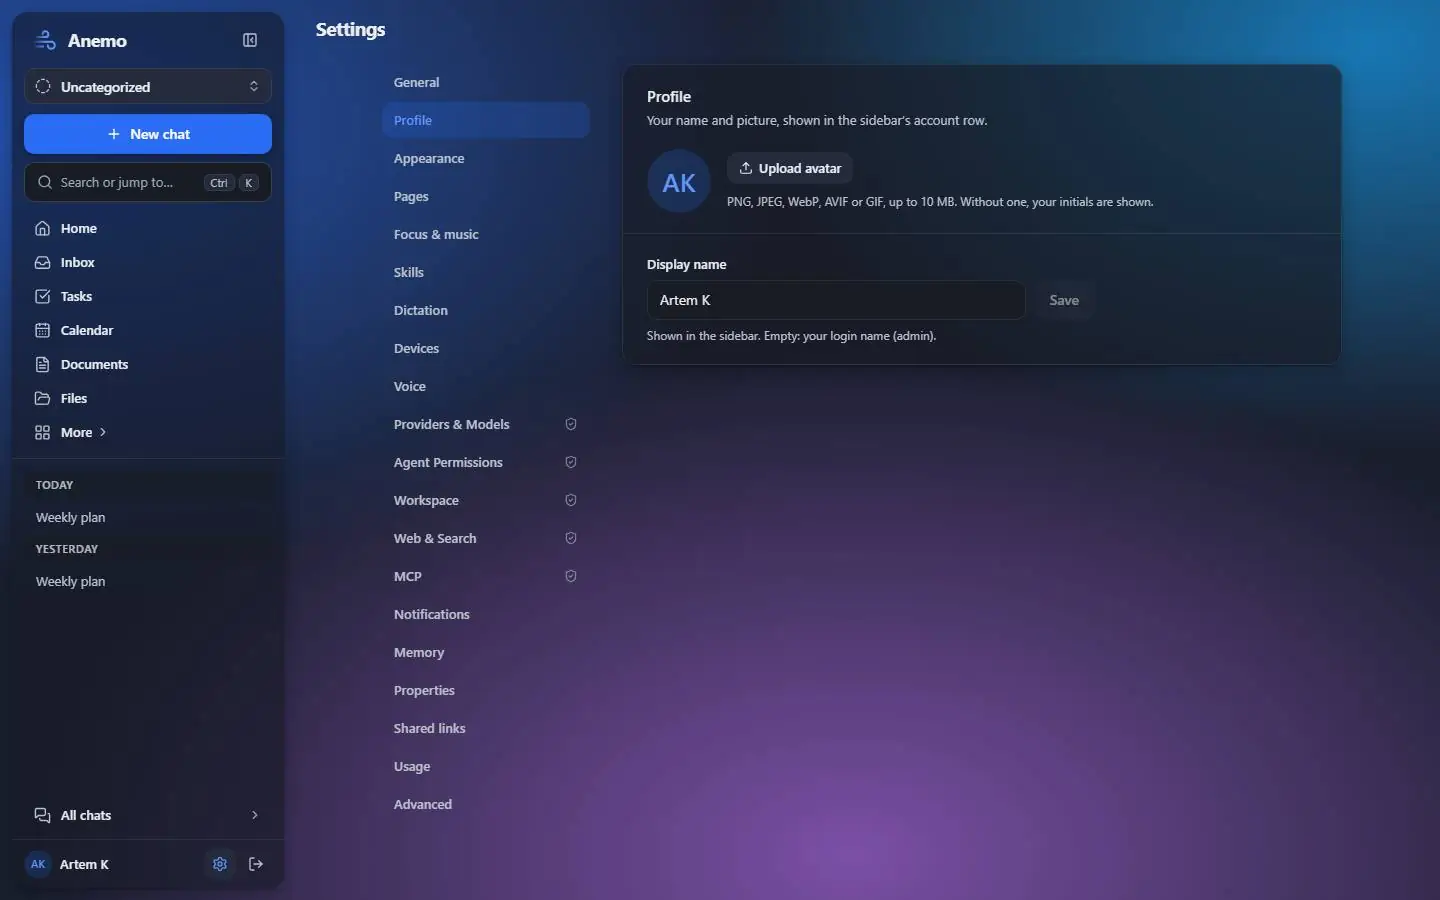 Anemo
Uncategorized
New chat
Search or jump to... Ctrl K
Home
Inbox
Tasks
Calendar
Documents
Files
More
TODAY
Weekly plan
YESTERDAY
Weekly plan
All chats
AK Artem K
Settings
General
Profile
Appearance
Pages
Focus & music
Skills
Dictation
Devices
Voice
Providers & Models
Agent Permissions
Workspace
Web & Search
MCP
Notifications
Memory
Properties
Shared links
Usage
Advanced
Profile
Your name and picture, shown in the sidebar's account row.
AK
Upload avatar
PNG, JPEG, WebP, AVIF or GIF, up to 10 MB. Without one, your initials are shown.
Display name
Artem K Save
Shown in the sidebar. Empty: your login name (admin).